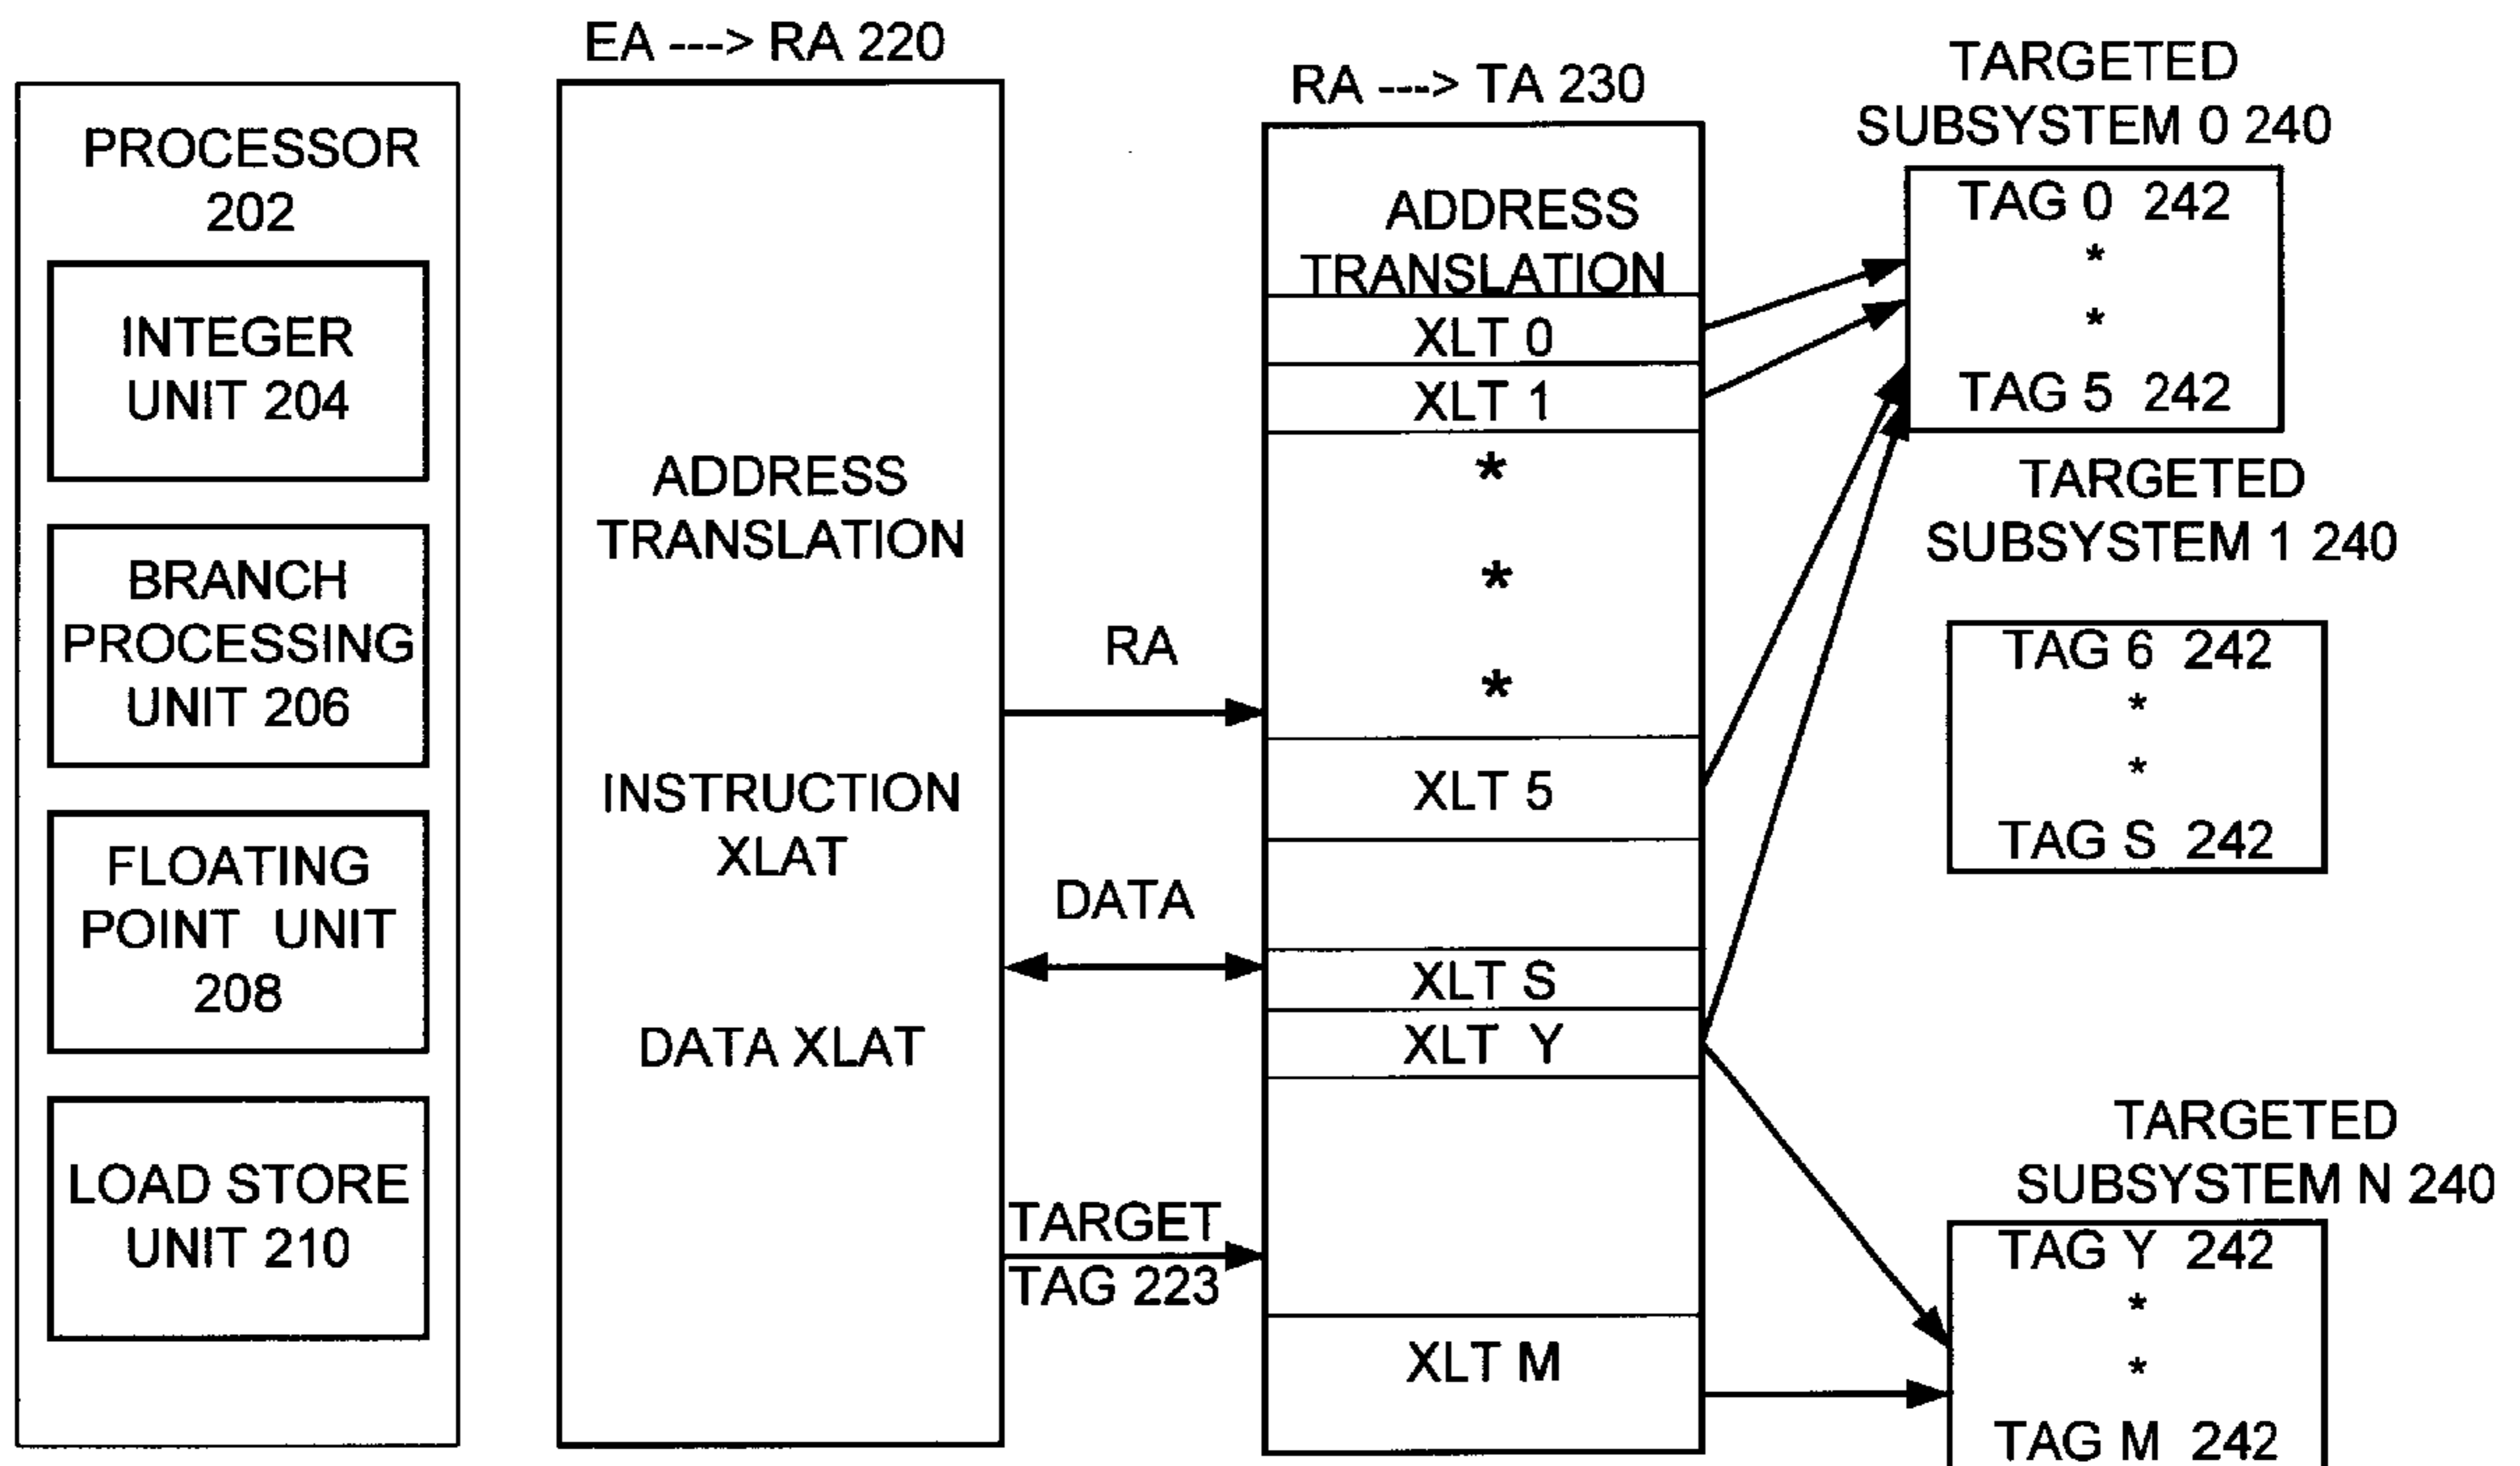 PROCESSOR
202
INTEGER
UNIT 204
BRANCH
PROCESSING
UNIT 206
FLOATING
POINT UNIT
208
LOAD STORE
UNIT 210
EA ---> RA 220
ADDRESS
TRANSLATION
INSTRUCTION
XLAT
DATA XLAT
RA
DATA
TARGET
TAG 223
RA ---> TA 230
ADDRESS
TRANSLATION
XLT 0
XLT 1
*
*
*
XLT 5
XLT S
XLT Y
XLT M
TARGETED
SUBSYSTEM 0 240
TAG 0 242
*
*
TAG 5 242
TARGETED
SUBSYSTEM 1 240
TAG 6 242
*
*
TAG S 242
TARGETED
SUBSYSTEM N 240
TAG Y 242
*
*
TAG M 242